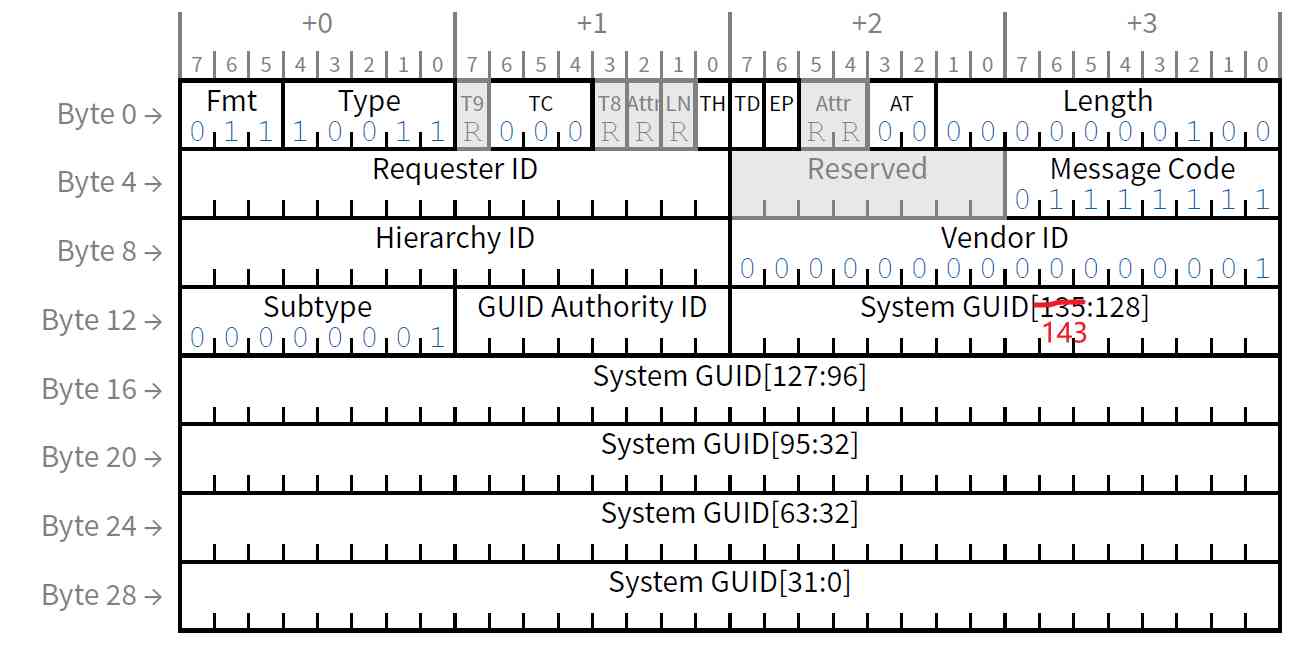 +0 +1 +2 +3
7 6 5 4 3 2 1 0 7 6 5 4 3 2 1 0 7 6 5 4 3 2 1 0 7 6 5 4 3 2 1 0
Byte 0 → Fmt Type T9 TC T8 Attr LN TH TD EP Attr AT Length
0 1 1 1 0 0 1 1 R 0 0 0 R R R R R 0 0 0 0 0 0 0 0 0 1 0 0
Byte 4 → Requester ID Reserved Message Code
0 1 1 1 1 1 1 1
Byte 8 → Hierarchy ID Vendor ID
0 0 0 0 0 0 0 0 0 0 0 0 0 0 0 1
Byte 12 → Subtype GUID Authority ID System GUID[135:128]
0 0 0 0 0 0 0 1 143
Byte 16 → System GUID[127:96]
Byte 20 → System GUID[95:32]
Byte 24 → System GUID[63:32]
Byte 28 → System GUID[31:0]